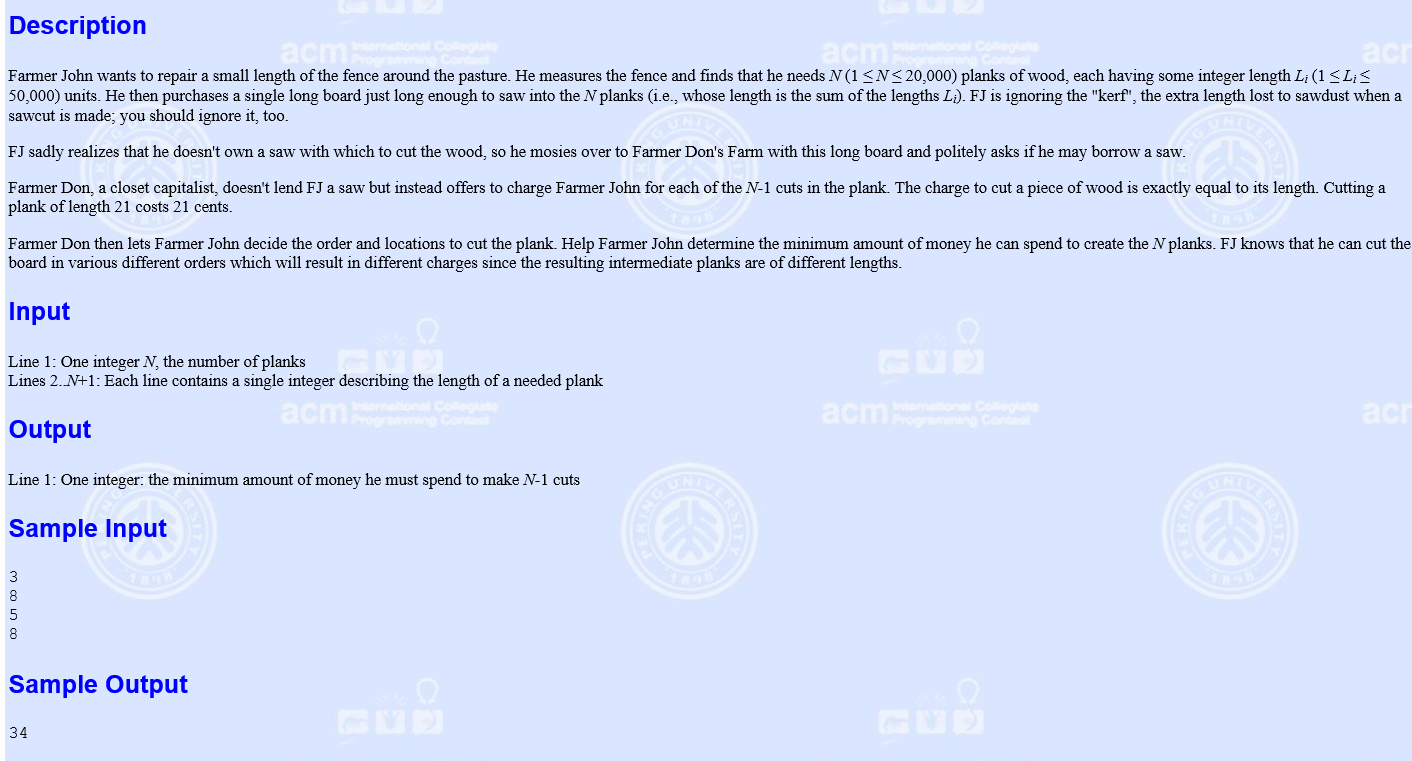 Description
Farmer John wants to repair a small length of the fence around the pasture. He measures the fence and finds that he needs N (1 ≤ N ≤ 20,000) planks of wood, each having some integer length Li (1 ≤ Li ≤
50,000) units. He then purchases a single long board just long enough to saw into the N planks (i.e., whose length is the sum of the lengths Li). FJ is ignoring the "kerf", the extra length lost to sawdust when a
sawcut is made; you should ignore it, too.
FJ sadly realizes that he doesn't own a saw with which to cut the wood, so he mosies over to Farmer Don's Farm with this long board and politely asks if he may borrow a saw.
Farmer Don, a closet capitalist, doesn't lend FJ a saw but instead offers to charge Farmer John for each of the N-1 cuts in the plank. The charge to cut a piece of wood is exactly equal to its length. Cutting a
plank of length 21 costs 21 cents.
Farmer Don then lets Farmer John decide the order and locations to cut the plank. Help Farmer John determine the minimum amount of money he can spend to create the N planks. FJ knows that he can cut the
board in various different orders which will result in different charges since the resulting intermediate planks are of different lengths.
Input
Line 1: One integer N, the number of planks
Lines 2..N+1: Each line contains a single integer describing the length of a needed plank
Output
Line 1: One integer: the minimum amount of money he must spend to make N-1 cuts
Sample Input
3
8
5
8
Sample Output
34